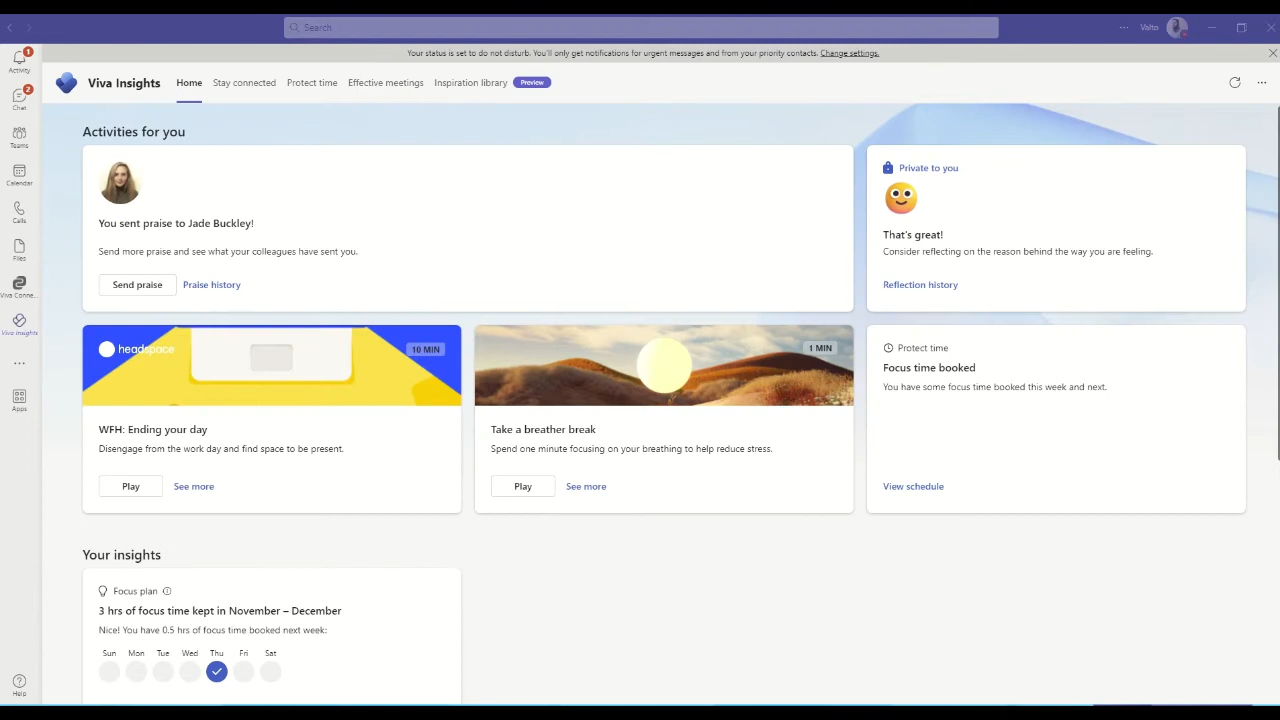 Search
Valto
Your status is set to do not disturb. You'll only get notifications for urgent messages and from your priority contacts. Change settings.
1
Activity
2
Chat
Teams
Calendar
Calls
Files
Viva Conne...
Viva Insights
Apps
Help
Viva Insights
Home
Stay connected
Protect time
Effective meetings
Inspiration library
Preview
Activities for you
You sent praise to Jade Buckley!
Send more praise and see what your colleagues have sent you.
Send praise
Praise history
Private to you
That's great!
Consider reflecting on the reason behind the way you are feeling.
Reflection history
headspace
10 MIN
WFH: Ending your day
Disengage from the work day and find space to be present.
Play
See more
1 MIN
Take a breather break
Spend one minute focusing on your breathing to help reduce stress.
Play
See more
Protect time
Focus time booked
You have some focus time booked this week and next.
View schedule
Your insights
Focus plan
3 hrs of focus time kept in November – December
Nice! You have 0.5 hrs of focus time booked next week:
Sun Mon Tue Wed Thu Fri Sat